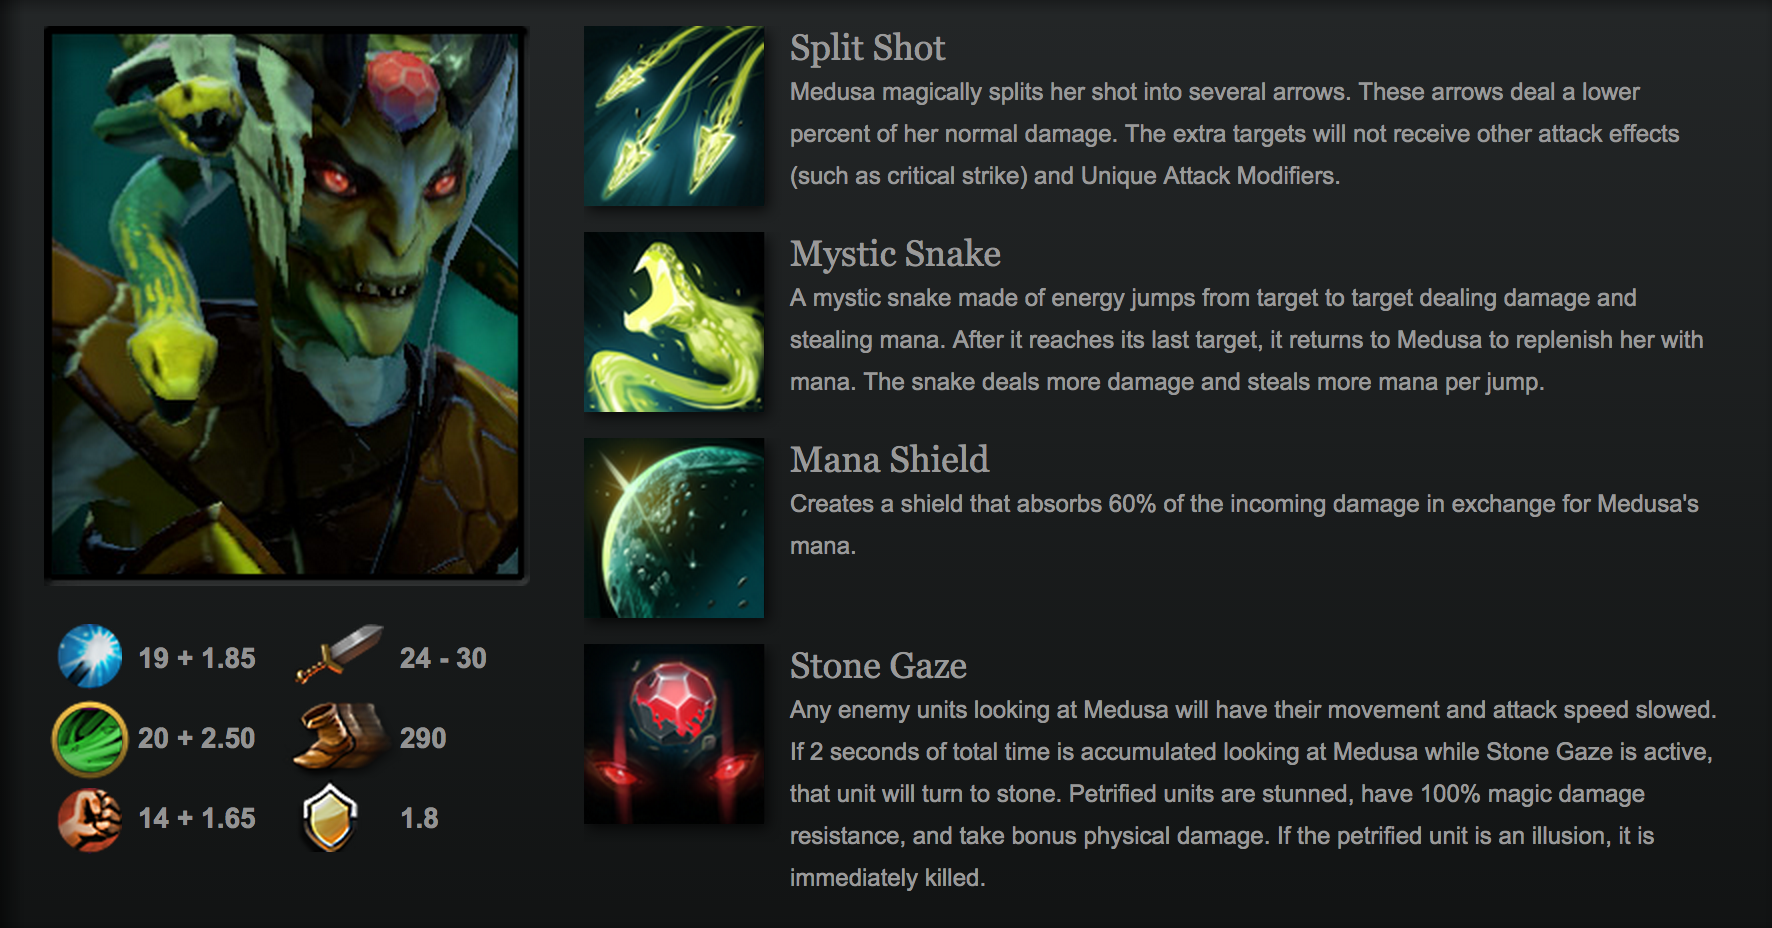 Split Shot
Medusa magically splits her shot into several arrows. These arrows deal a lower
percent of her normal damage. The extra targets will not receive other attack effects
(such as critical strike) and Unique Attack Modifiers.
Mystic Snake
A mystic snake made of energy jumps from target to target dealing damage and
stealing mana. After it reaches its last target, it returns to Medusa to replenish her with
mana. The snake deals more damage and steals more mana per jump.
Mana Shield
Creates a shield that absorbs 60% of the incoming damage in exchange for Medusa's
mana.
Stone Gaze
Any enemy units looking at Medusa will have their movement and attack speed slowed.
If 2 seconds of total time is accumulated looking at Medusa while Stone Gaze is active,
that unit will turn to stone. Petrified units are stunned, have 100% magic damage
resistance, and take bonus physical damage. If the petrified unit is an illusion, it is
immediately killed.
19 + 1.85 24 - 30
20 + 2.50 290
14 + 1.65 1.8